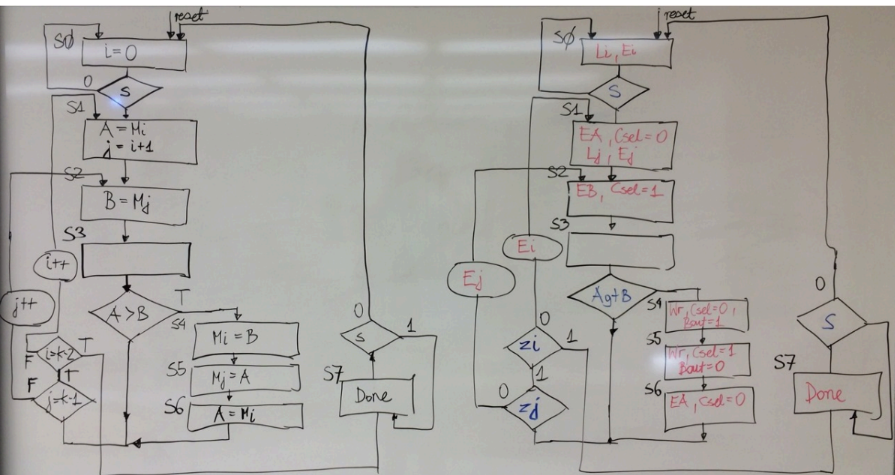 reset
SØ
i=0
0
S
S1
A = Mi
j = i+1
S2
B = Mj
S3
i++
j++
A>B
T
S4
Mi = B
S5
Mj = A
S6
A = Mi
i=k-2
T
F
T
F
j=k-1
0
S
1
S7
Done
reset
SØ
Li, Ei
S
S1
EA, Csel=0
Lj, Ej
S2
EB, Csel=1
S3
Ei
Ej
AgtB
S4
Wr, Csel=0,
Bout=1
S5
Wr, Csel=1
Bout=0
S6
EA, Csel=0
0
zi
1
1
0
zj
0
S
S7
Done